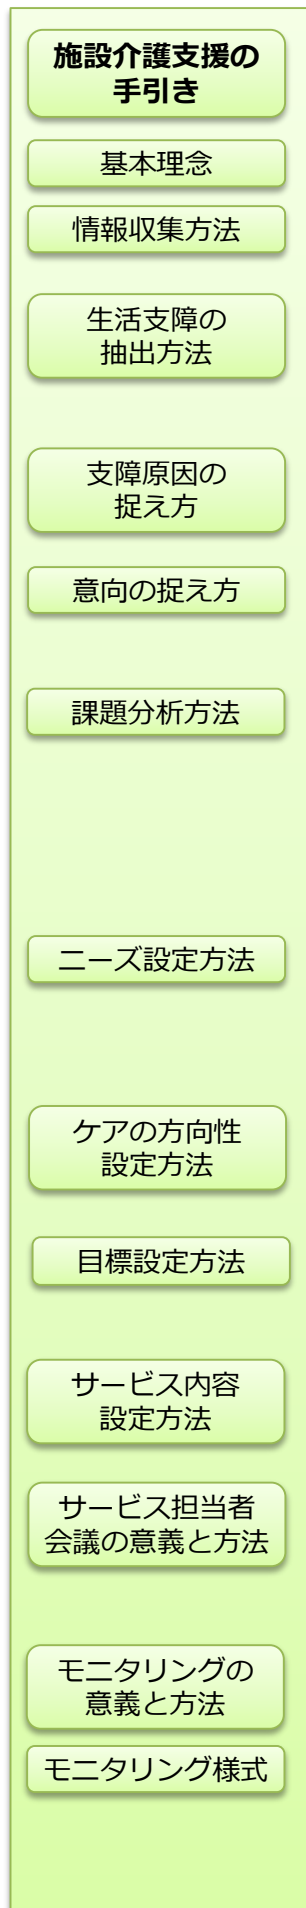 施設介護支援の
手引き
基本理念
情報収集方法
生活支障の
抽出方法
支障原因の
捉え方
意向の捉え方
課題分析方法
ニーズ設定方法
ケアの方向性
設定方法
目標設定方法
サービス内容
設定方法
サービス担当者
会議の意義と方法
モニタリングの
意義と方法
モニタリング様式